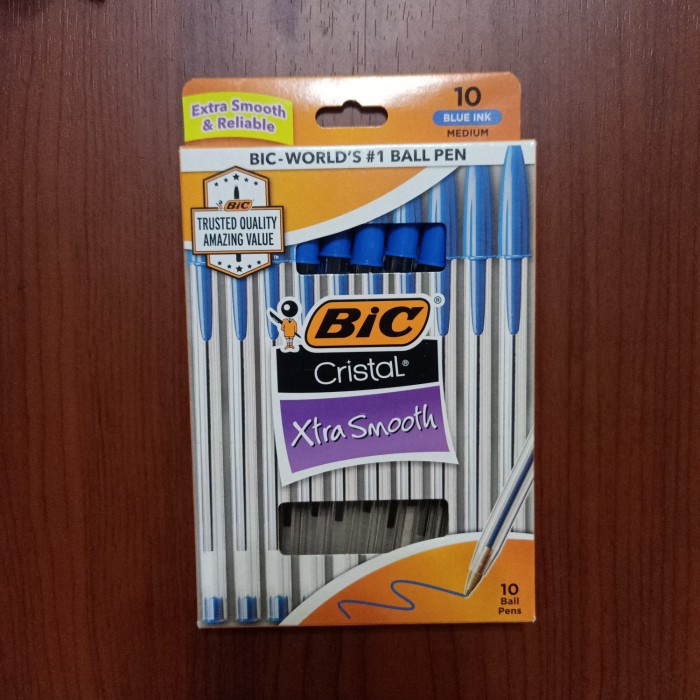 Extra Smooth
& Reliable
10
BLUE INK
MEDIUM
BIC-WORLD'S #1 BALL PEN
BIC
TRUSTED QUALITY
AMAZING VALUE
BIC®
Cristal®
Xtra Smooth
10
Ball
Pens